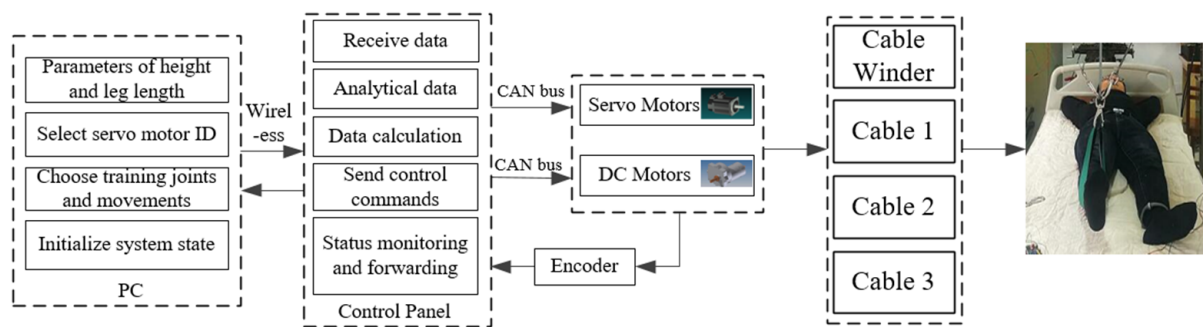 Parameters of height
and leg length
Select servo motor ID
Choose training joints
and movements
Initialize system state
PC
Wirel
-ess
Receive data
Analytical data
Data calculation
Send control
commands
Status monitoring
and forwarding
Control Panel
CAN bus
CAN bus
Servo Motors
DC Motors
Encoder
Cable
Winder
Cable 1
Cable 2
Cable 3